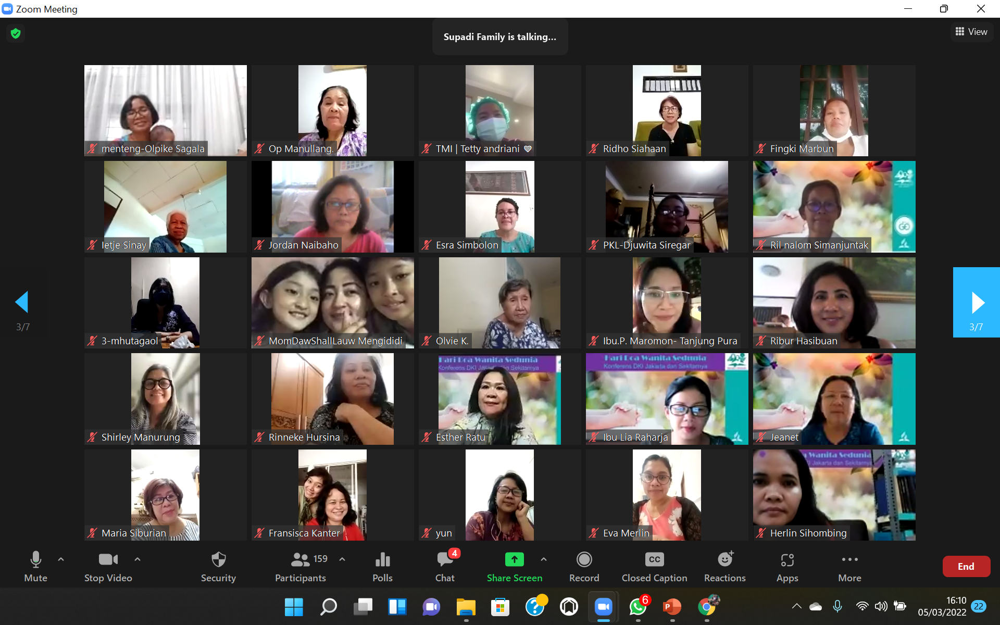 Zoom Meeting
Supadi Family is talking...
View
menteng-Olpike Sagala
Op Manullang.
TMI | Tetty andriani
Ridho Siahaan
Fingki Marbun
Ietje Sinay
Jordan Naibaho
Esra Simbolon
PKL-Djuwita Siregar
Ril nalom Simanjuntak
3-mhutagaol
MomDawShallLauw Mengididi
Olvie K.
Ibu.P. Maromon- Tanjung Pura
Ribur Hasibuan
3/7
3/7
Hari Doa Wanita Sedunia
Konferens DKI Jakarta dan Sekitarnya
Hari Doa Wanita Sedunia
Konferens DKI Jakarta dan Sekitarnya
Shirley Manurung
Rinneke Hursina
Esther Ratu
Ibu Lia Raharja
Jeanet
Wanita Sedunia
Jakarta dan Sekitarnya
Maria Siburian
Fransisca Kanter
yun
Eva Merlin
Herlin Sihombing
Mute
Stop Video
Security
159
Participants
Polls
4
Chat
Share Screen
Record
CC
Closed Caption
Reactions
Apps
More
End
6
P
16:10
05/03/2022
22